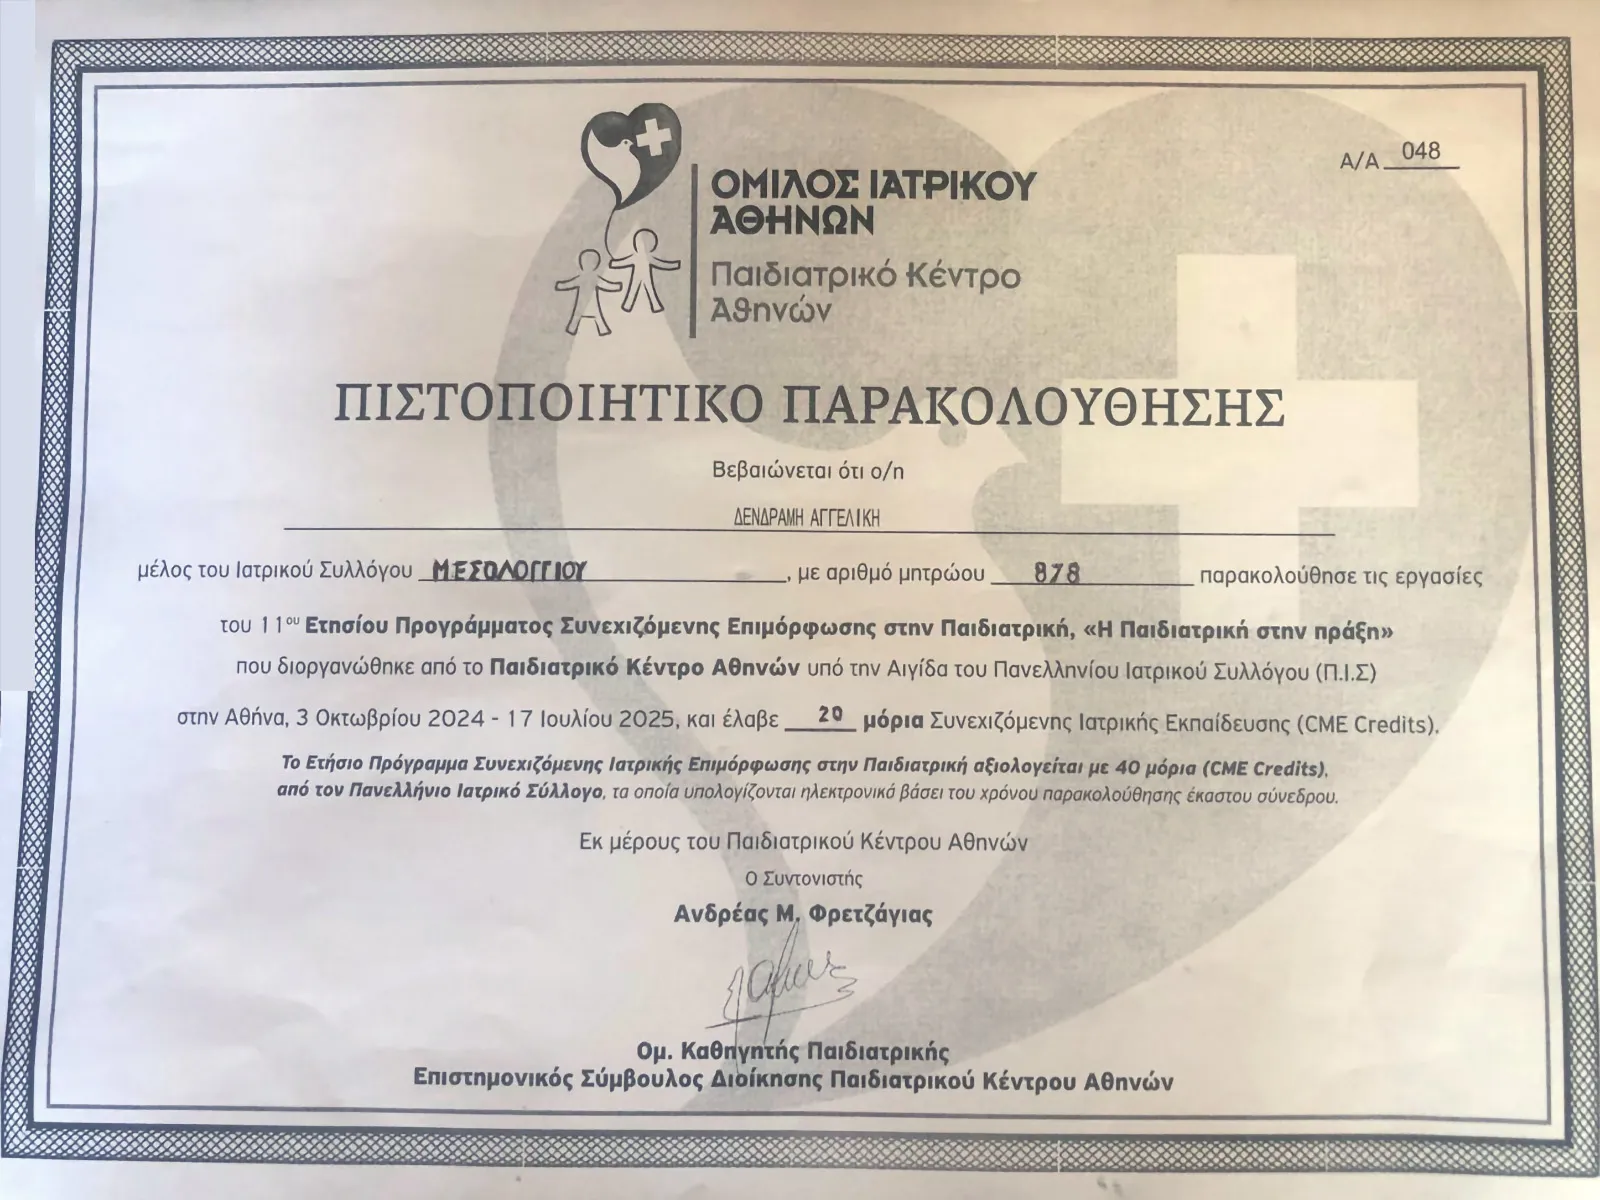 Α/Α 048
ΟΜΙΛΟΣ ΙΑΤΡΙΚΟΥ
ΑΘΗΝΩΝ
Παιδιατρικό Κέντρο
Αθηνών
ΠΙΣΤΟΠΟΙΗΤΙΚΟ ΠΑΡΑΚΟΛΟΥΘΗΣΗΣ
Βεβαιώνεται ότι ο/η
ΔΕΝΔΡΑΜΗ ΑΓΓΕΛΙΚΗ
μέλος του Ιατρικού Συλλόγου ΜΕΣΟΛΟΓΓΙΟΥ, με αριθμό μητρώου 878 παρακολούθησε τις εργασίες
του 11ου Ετησίου Προγράμματος Συνεχιζόμενης Επιμόρφωσης στην Παιδιατρική, «Η Παιδιατρική στην πράξη»
που διοργανώθηκε από το Παιδιατρικό Κέντρο Αθηνών υπό την Αιγίδα του Πανελληνίου Ιατρικού Συλλόγου (Π.Ι.Σ)
στην Αθήνα, 3 Οκτωβρίου 2024 - 17 Ιουλίου 2025, και έλαβε 20 μόρια Συνεχιζόμενης Ιατρικής Εκπαίδευσης (CME Credits).
Το Ετήσιο Πρόγραμμα Συνεχιζόμενης Ιατρικής Επιμόρφωσης στην Παιδιατρική αξιολογείται με 40 μόρια (CME Credits),
από τον Πανελλήνιο Ιατρικό Σύλλογο, τα οποία υπολογίζονται ηλεκτρονικά βάσει του χρόνου παρακολούθησης έκαστου σύνεδρου.
Εκ μέρους του Παιδιατρικού Κέντρου Αθηνών
Ο Συντονιστής
Ανδρέας Μ. Φρετζάγιας
Ομ. Καθηγητής Παιδιατρικής
Επιστημονικός Σύμβουλος Διοίκησης Παιδιατρικού Κέντρου Αθηνών